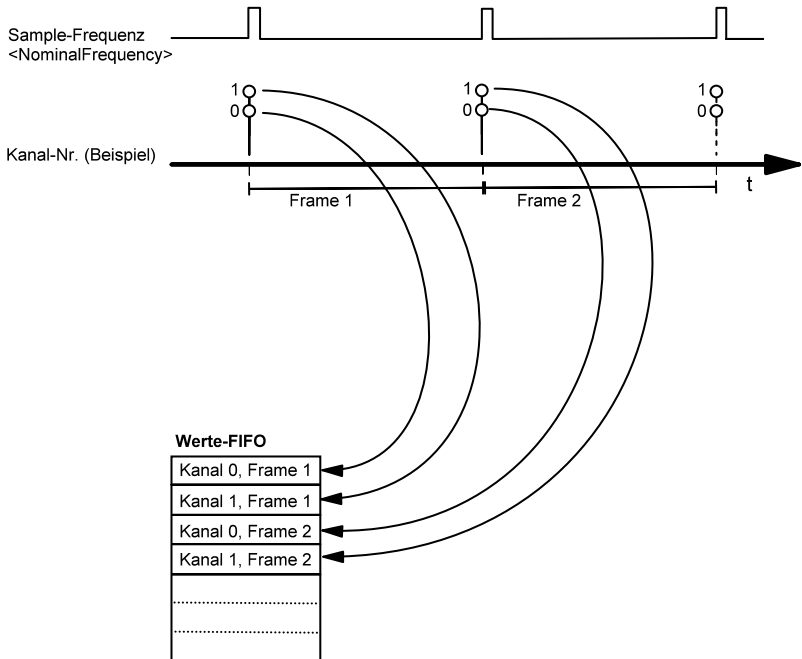 Sample-Frequenz
<NominalFrequency>
1
0
1
0
1
0
Kanal-Nr. (Beispiel)
t
Frame 1
Frame 2
Werte-FIFO
Kanal 0, Frame 1
Kanal 1, Frame 1
Kanal 0, Frame 2
Kanal 1, Frame 2